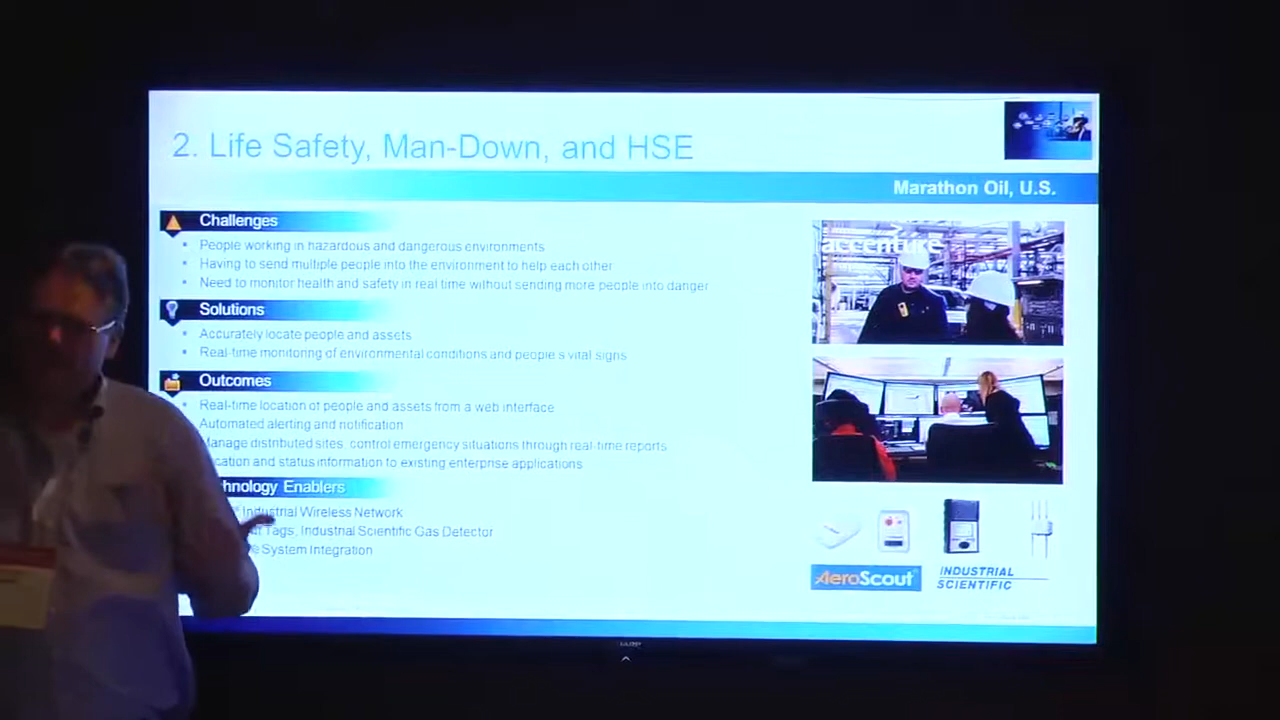 2. Life Safety, Man-Down, and HSE
Marathon Oil, U.S.
Challenges
People working in hazardous and dangerous environments
Having to send multiple people into the environment to help each other
Need to monitor health and safety in real time without sending more people into danger
Solutions
Accurately locate people and assets
Real-time monitoring of environmental conditions and people s vital signs
Outcomes
Real-time location of people and assets from a web interface
Automated alerting and notification
Manage distributed sites, control emergency situations through real-time reports
cation and status information to existing enterprise applications
hnology Enablers
Industrial Wireless Network
Tags, Industrial Scientific Gas Detector
System Integration
accenture
AeroScout
INDUSTRIAL
SCIENTIFIC